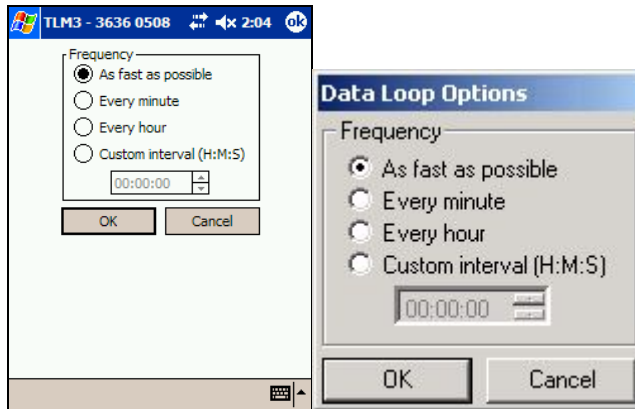 TLM3 - 3636 0508 2:04 ok
Frequency
As fast as possible
Every minute
Every hour
Custom interval (H:M:S)
00:00:00
OK Cancel
Data Loop Options
Frequency
As fast as possible
Every minute
Every hour
Custom interval (H:M:S)
00:00:00
OK Cancel